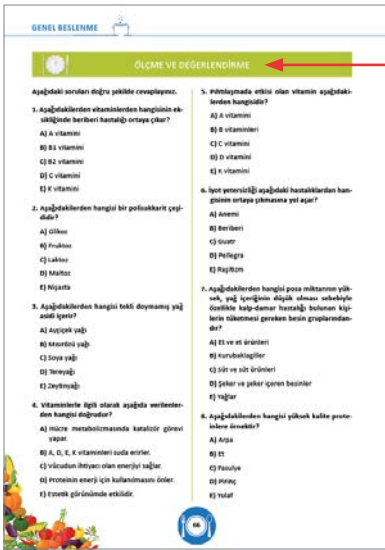 GENEL BESLENME
ÖLÇME VE DEĞERLENDİRME
Aşağıdaki soruları doğru şekilde cevaplayınız.
1. Aşağıdakilerden vitaminlerden hangisinin ek-
sikliğinde beriberi hastalığı ortaya çıkar?
A) A vitamini
B) B1 vitamini
C) B2 vitamini
D) C vitamini
E) K vitamini
2. Aşağıdakilerden hangisi bir polisakkarit çeşi-
didir?
A) Glikoz
B) Fruktoz
C) Laktoz
D) Maltoz
E) Nişasta
3. Aşağıdakilerden hangisi tekli doymamış yağ
asidi içerir?
A) Ayçiçek yağı
B) Mısırözü yağı
C) Soya yağı
D) Tereyağı
E) Zeytinyağı
4. Vitaminlerle ilgili olarak aşağıda verilenler-
den hangisi doğrudur?
A) Hücre metabolizmasında katalizör görevi
yapar.
B) A, D, E, K vitaminleri suda erirler.
C) Vücudun ihtiyacı olan enerjiyi sağlar.
D) Proteinin enerji için kullanılmasını önler.
E) Estetik görünümde etkilidir.
5. Pıhtılaşmada etkisi olan vitamin aşağıdaki-
lerden hangisidir?
A) A vitamini
B) B vitaminleri
C) C vitamini
D) D vitamini
E) K vitamini
6. İyot yetersizliği aşağıdaki hastalıklardan han-
gisinin ortaya çıkmasına yol açar?
A) Anemi
B) Beriberi
C) Guatr
D) Pellegra
E) Raşitizm
7. Aşağıdakilerden hangisi posa miktarının yük-
sek, yağ içeriğinin düşük olması sebebiyle
özellikle kalp-damar hastalığı bulunan kişi-
lerin tüketmesi gereken besin gruplarından-
dır?
A) Et ve et ürünleri
B) Kurubaklagiller
C) Süt ve süt ürünleri
D) Şeker ve şeker içeren besinler
E) Yağlar
8. Aşağıdakilerden hangisi yüksek kalite prote-
inlere örnektir?
A) Arpa
B) Et
C) Fasulye
D) Pirinç
E) Yulaf
66